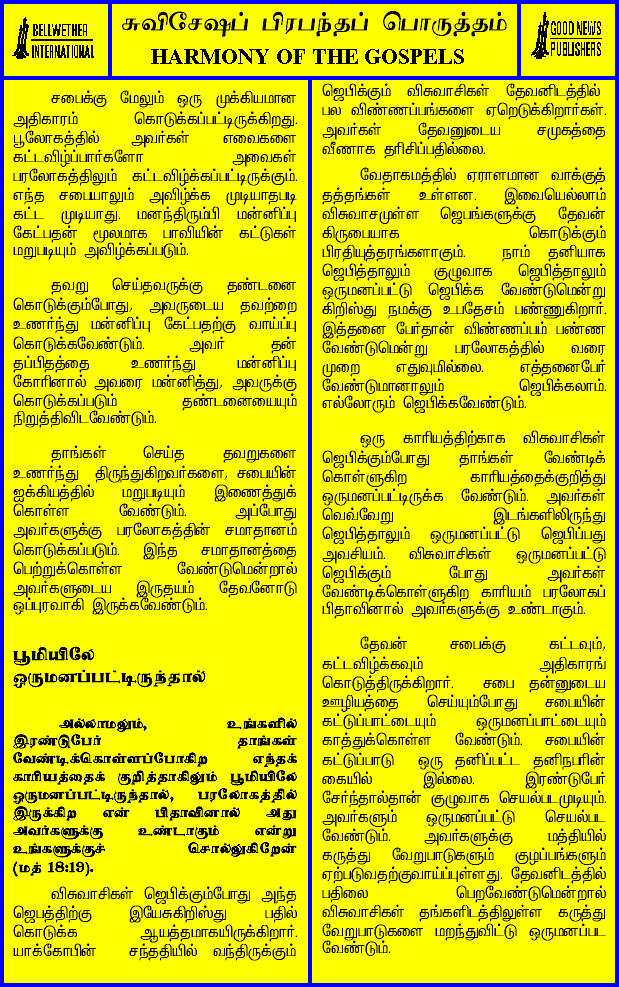 BELLWETHER
INTERNATIONAL
சுவிசேஷப் பிரபந்தப் பொருத்தம்
HARMONY OF THE GOSPELS
GOOD NEWS
PUBLISHERS
சபைக்கு மேலும் ஒரு முக்கியமான
அதிகாரம் கொடுக்கப்பட்டிருக்கிறது.
பூலோகத்தில் அவர்கள் எவைகளை
கட்டவிழ்ப்பார்களோ அவைகள்
பரலோகத்திலும் கட்டவிழ்க்கப்பட்டிருக்கும்.
எந்த சபையாலும் அவிழ்க்க முடியாதபடி
கட்ட முடியாது. மனந்திரும்பி மன்னிப்பு
கேட்பதன் மூலமாக பாவியின் கட்டுகள்
மறுபடியும் அவிழ்க்கப்படும்.
தவறு செய்தவருக்கு தண்டனை
கொடுக்கும்போது, அவருடைய தவற்றை
உணர்ந்து மன்னிப்பு கேட்பதற்கு வாய்ப்பு
கொடுக்கவேண்டும். அவர் தன்
தப்பிதத்தை உணர்ந்து மன்னிப்பு
கோரினால் அவரை மன்னித்து, அவருக்கு
கொடுக்கப்படும் தண்டனையையும்
நிறுத்திவிடவேண்டும்.
தாங்கள் செய்த தவறுகளை
உணர்ந்து திருந்துகிறவர்களை, சபையின்
ஐக்கியத்தில் மறுபடியும் இணைத்துக்
கொள்ள வேண்டும். அப்போது
அவர்களுக்கு பரலோகத்தின் சமாதானம்
கொடுக்கப்படும். இந்த சமாதானத்தை
பெற்றுக்கொள்ள வேண்டுமென்றால்
அவர்களுடைய இருதயம் தேவனோடு
ஒப்புரவாகி இருக்கவேண்டும்.
பூமியிலே
ஒருமனப்பட்டிருந்தால்
அல்லாமலும், உங்களில்
இரண்டுபேர் தாங்கள்
வேண்டிக்கொள்ளப்போகிற எந்தக்
காரியத்தைக் குறித்தாகிலும் பூமியிலே
ஒருமனப்பட்டிருந்தால், பரலோகத்தில்
இருக்கிற என் பிதாவினால் அது
அவர்களுக்கு உண்டாகும் என்று
உங்களுக்குச் சொல்லுகிறேன்
(மத் 18:19).
விசுவாசிகள் ஜெபிக்கும்போது அந்த
ஜெபத்திற்கு இயேசுகிறிஸ்து பதில்
கொடுக்க ஆயத்தமாகயிருக்கிறார்.
யாக்கோபின் சந்ததியில் வந்திருக்கும்
ஜெபிக்கும் விசுவாசிகள் தேவனிடத்தில்
பல விண்ணப்பங்களை ஏறெடுக்கிறார்கள்.
அவர்கள் தேவனுடைய சமுகத்தை
வீணாக தரிசிப்பதில்லை.
வேதாகமத்தில் ஏராளமான வாக்குத்
தத்தங்கள் உள்ளன. இவையெல்லாம்
விசுவாசமுள்ள ஜெபங்களுக்கு தேவன்
கிருபையாக கொடுக்கும்
பிரதியுத்தரங்களாகும். நாம் தனியாக
ஜெபித்தாலும் குழுவாக ஜெபித்தாலும்
ஒருமனப்பட்டு ஜெபிக்க வேண்டுமென்று
கிறிஸ்து நமக்கு உபதேசம் பண்ணுகிறார்.
இத்தனை பேர்தான் விண்ணப்பம் பண்ண
வேண்டுமென்று பரலோகத்தில் வரை
முறை எதுவுமில்லை. எத்தனைபேர்
வேண்டுமானாலும் ஜெபிக்கலாம்.
எல்லோரும் ஜெபிக்கவேண்டும்.
ஒரு காரியத்திற்காக விசுவாசிகள்
ஜெபிக்கும்போது தாங்கள் வேண்டிக்
கொள்ளுகிற காரியத்தைக்குறித்து
ஒருமனப்பட்டிருக்க வேண்டும். அவர்கள்
வெவ்வேறு இடங்களிலிருந்து
ஜெபித்தாலும் ஒருமனப்பட்டு ஜெபிப்பது
அவசியம். விசுவாசிகள் ஒருமனப்பட்டு
ஜெபிக்கும் போது அவர்கள்
வேண்டிக்கொள்ளுகிற காரியம் பரலோகப்
பிதாவினால் அவர்களுக்கு உண்டாகும்.
தேவன் சபைக்கு கட்டவும்,
கட்டவிழ்க்கவும் அதிகாரங்
கொடுத்திருக்கிறார். சபை தன்னுடைய
ஊழியத்தை செய்யும்போது சபையின்
கட்டுப்பாட்டையும் ஒருமனப்பாட்டையும்
காத்துக்கொள்ள வேண்டும். சபையின்
கட்டுப்பாடு ஒரு தனிப்பட்ட தனிநபரின்
கையில் இல்லை. இரண்டுபேர்
சேர்ந்தால்தான் குழுவாக செயல்படமுடியும்.
அவர்களும் ஒருமனப்பட்டு செயல்பட
வேண்டும். அவர்களுக்கு மத்தியில்
கருத்து வேறுபாடுகளும் குழப்பங்களும்
ஏற்படுவதற்குவாய்ப்புள்ளது. தேவனிடத்தில்
பதிலை பெறவேண்டுமென்றால்
விசுவாசிகள் தங்களிடத்திலுள்ள கருத்து
வேறுபாடுகளை மறந்துவிட்டு ஒருமனப்பட
வேண்டும்.